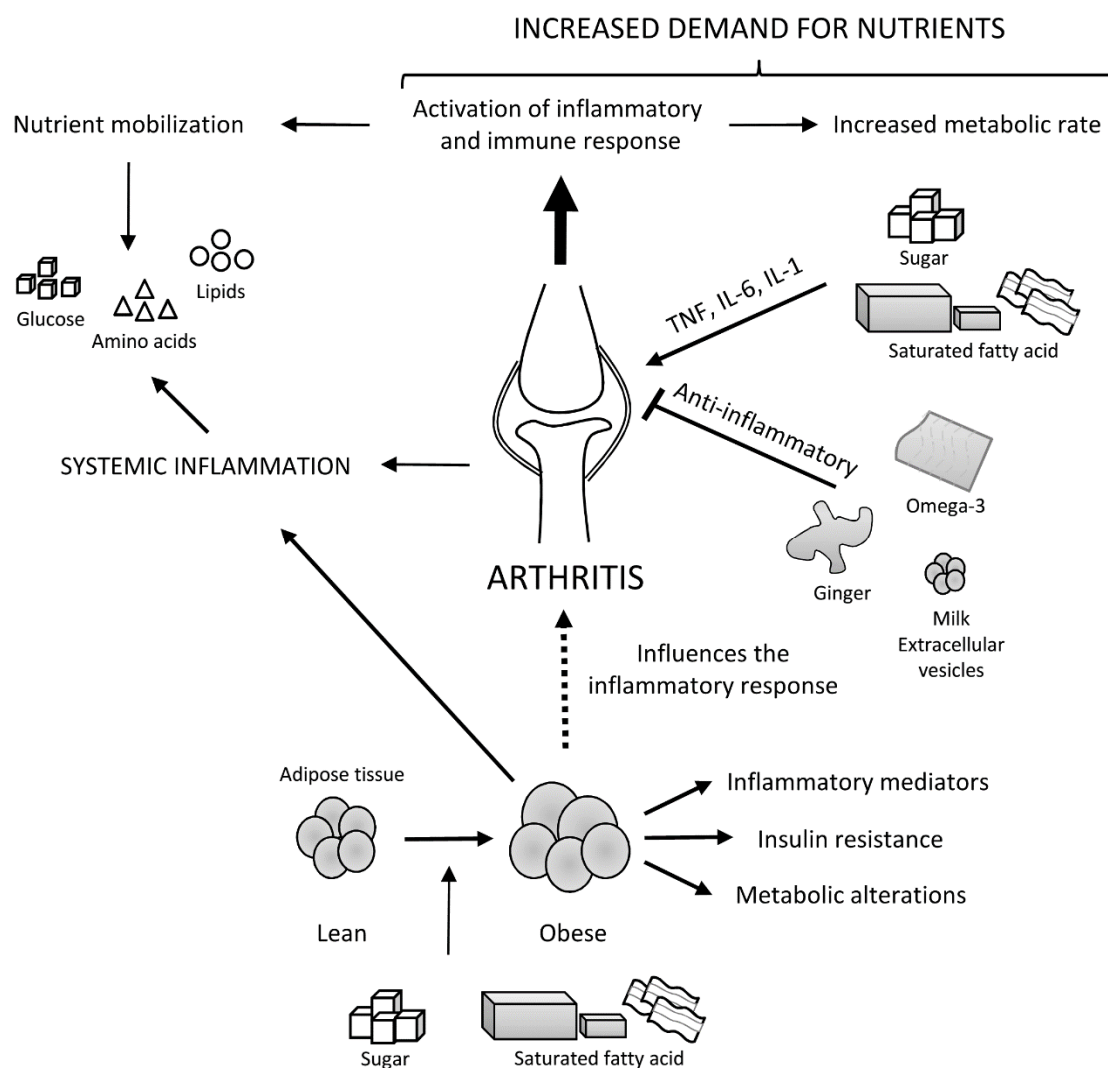 INCREASED DEMAND FOR NUTRIENTS
Nutrient mobilization
Activation of inflammatory
and immune response
Increased metabolic rate
Sugar
Glucose
Amino acids
Lipids
TNF, IL-6, IL-1
Saturated fatty acid
Anti-inflammatory
SYSTEMIC INFLAMMATION
Omega-3
Ginger
Milk
Extracellular
vesicles
ARTHRITIS
Influences the
inflammatory response
Adipose tissue
Inflammatory mediators
Insulin resistance
Metabolic alterations
Lean
Obese
Sugar
Saturated fatty acid